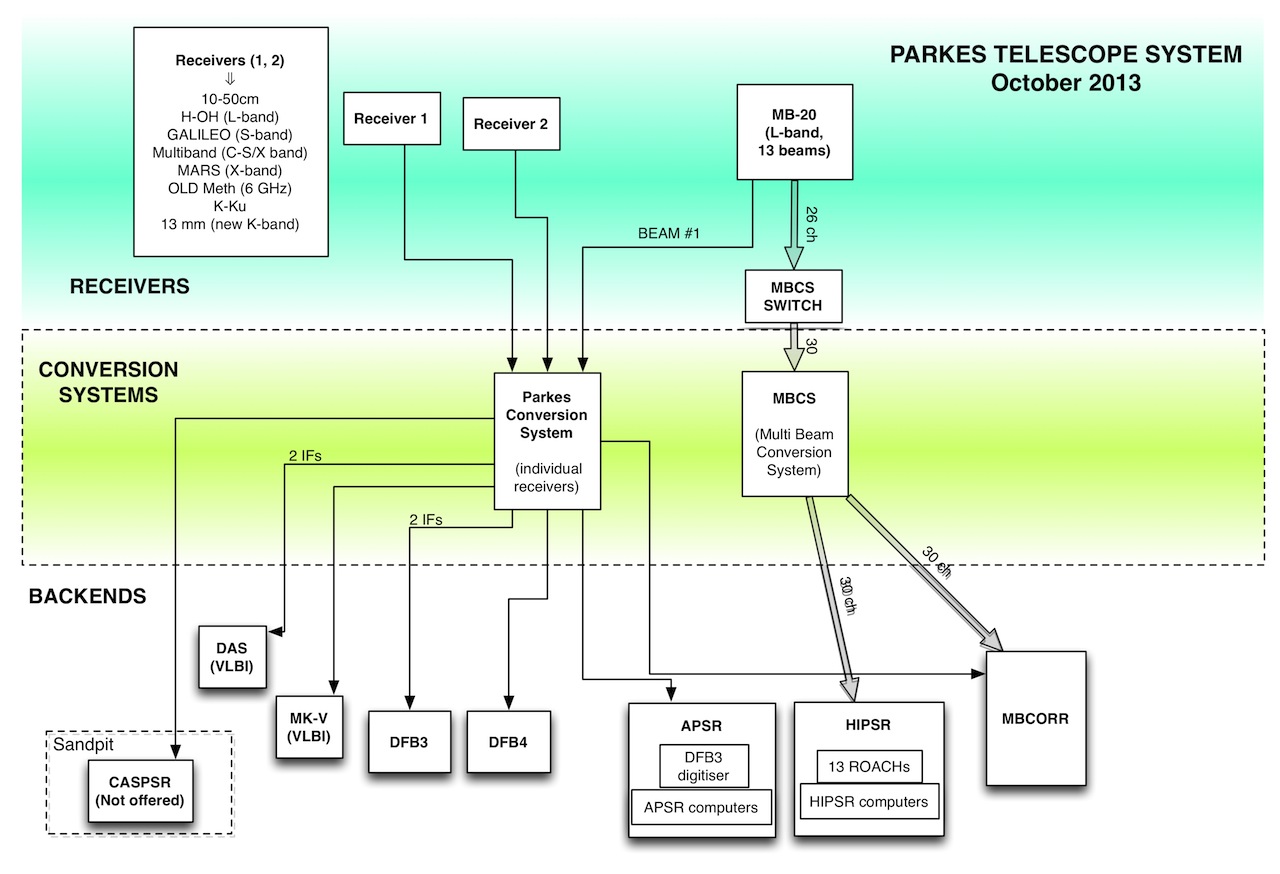 PARKES TELESCOPE SYSTEM
October 2013
Receivers (1, 2)
⇓
10-50cm
H-OH (L-band)
GALILEO (S-band)
Multiband (C-S/X band)
MARS (X-band)
OLD Meth (6 GHz)
K-Ku
13 mm (new K-band)
Receiver 1
Receiver 2
MB-20
(L-band,
13 beams)
26 ch
BEAM #1
RECEIVERS
MBCS
SWITCH
30
CONVERSION
SYSTEMS
Parkes
Conversion
System
(individual
receivers)
MBCS
(Multi Beam
Conversion
System)
2 IFs
2 IFs
30 ch
30 ch
BACKENDS
DAS
(VLBI)
MK-V
(VLBI)
DFB3
DFB4
APSR
DFB3
digitiser
APSR computers
HIPSR
13 ROACHs
HIPSR computers
MBCORR
Sandpit
CASPSR
(Not offered)